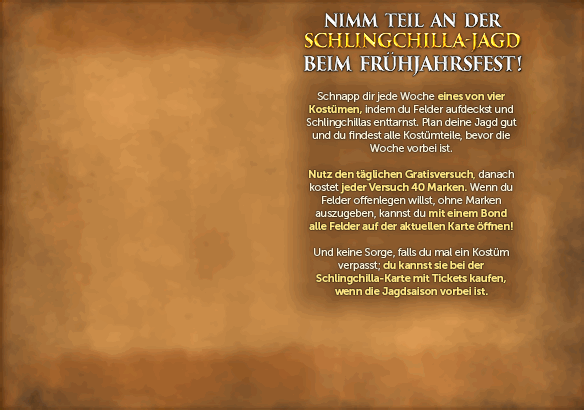 NIMM TEIL AN DER
SCHLINGCHILLA-JAGD
BEIM FRÜHJAHRSFEST!
Schnapp dir jede Woche eines von vier
Kostümen, indem du Felder aufdeckst und
Schlingchillas enttarnst. Plan deine Jagd gut
und du findest alle Kostümteile, bevor die
Woche vorbei ist.
Nutz den täglichen Gratisversuch, danach
kostet jeder Versuch 40 Marken. Wenn du
Felder offenlegen willst, ohne Marken
auszugeben, kannst du mit einem Bond
alle Felder auf der aktuellen Karte öffnen!
Und keine Sorge, falls du mal ein Kostüm
verpasst; du kannst sie bei der
Schlingchilla-Karte mit Tickets kaufen,
wenn die Jagdsaison vorbei ist.